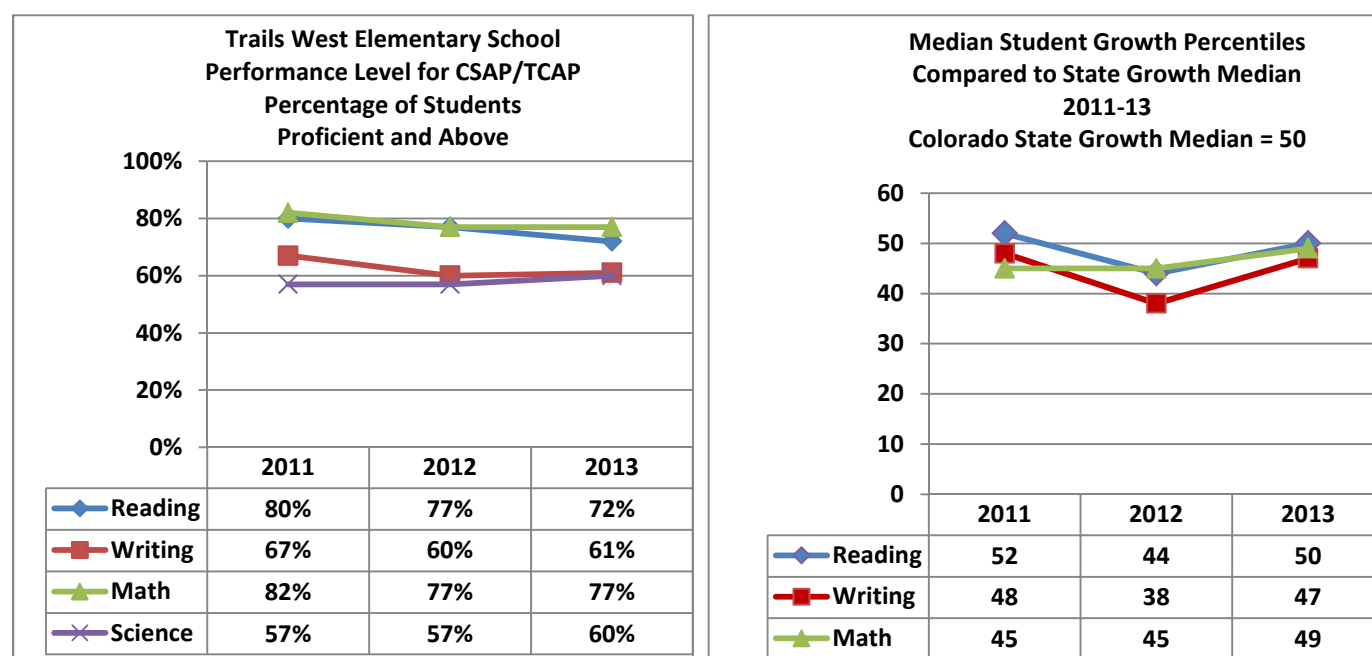 Trails West Elementary School
Performance Level for CSAP/TCAP
Percentage of Students
Proficient and Above
100%
80%
60%
40%
20%
0%
2011 2012 2013
Reading 80% 77% 72%
Writing 67% 60% 61%
Math 82% 77% 77%
Science 57% 57% 60%
Median Student Growth Percentiles
Compared to State Growth Median
2011-13
Colorado State Growth Median = 50
60
50
40
30
20
10
0
2011 2012 2013
Reading 52 44 50
Writing 48 38 47
Math 45 45 49